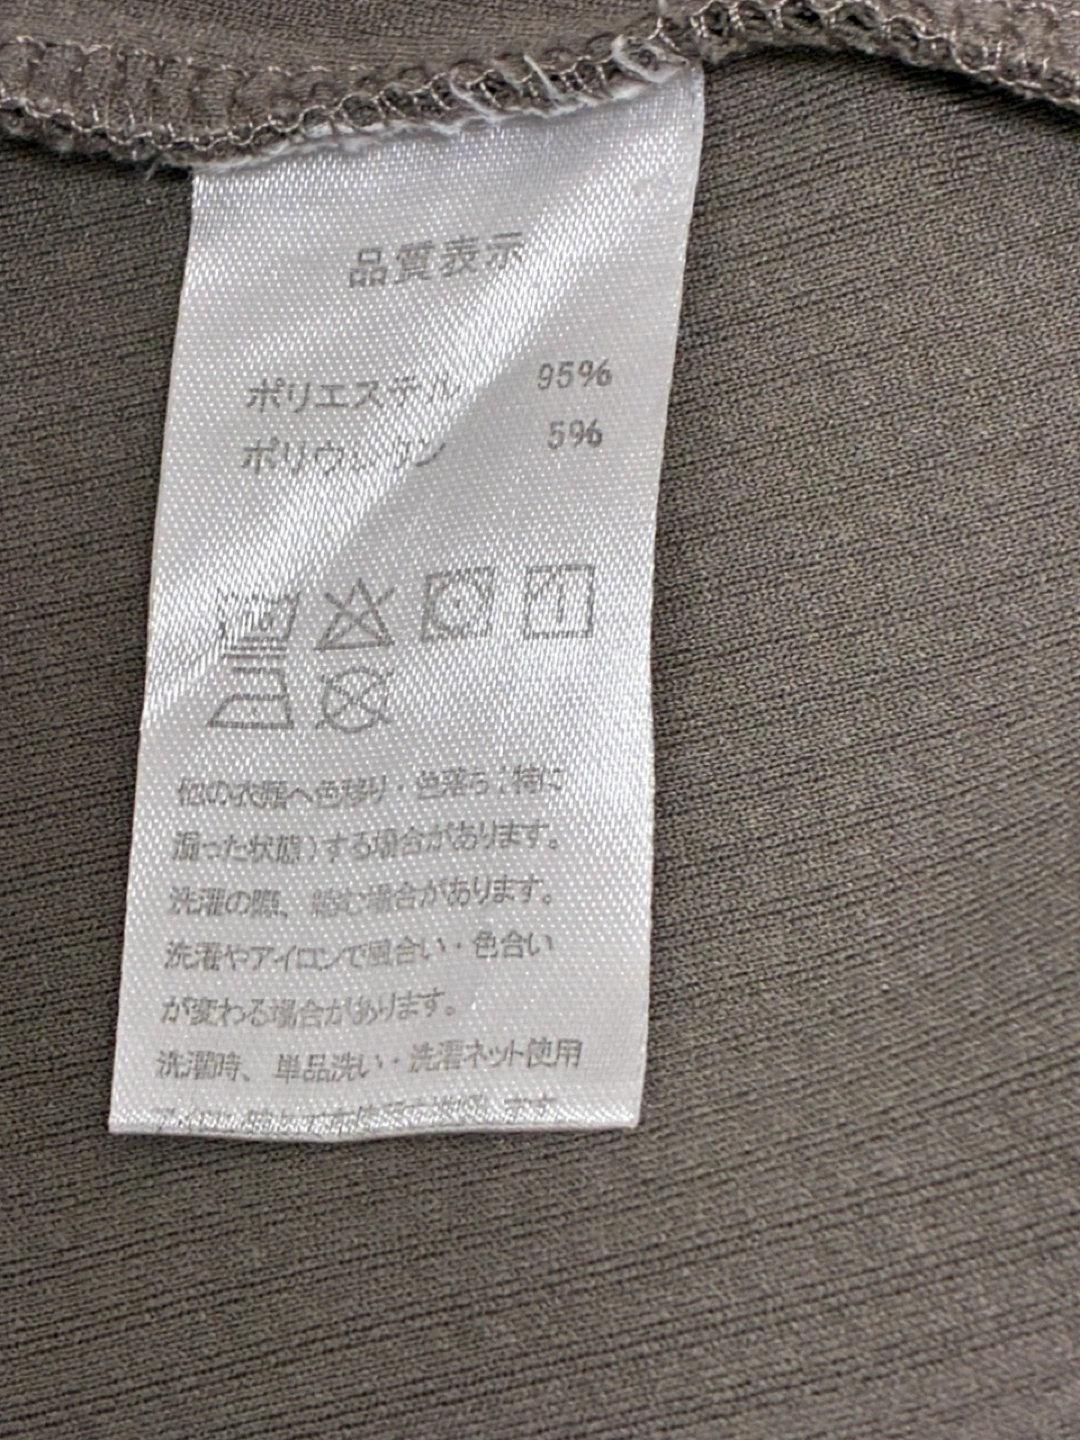 品質表示
ポリエステル 95%
ポリウレタン 5%
他の衣類へ色移り・色落ち(特に
湿った状態)する場合があります。
洗濯の際、縮む場合があります。
洗濯やアイロンで風合い・色合い
が変わる場合があります。
洗濯時、単品洗い・洗濯ネット使用